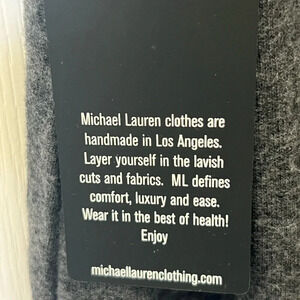 Michael Lauren clothes are
handmade in Los Angeles.
Layer yourself in the lavish
cuts and fabrics. ML defines
comfort, luxury and ease.
Wear it in the best of health!
Enjoy
michaellaurenclothing.com